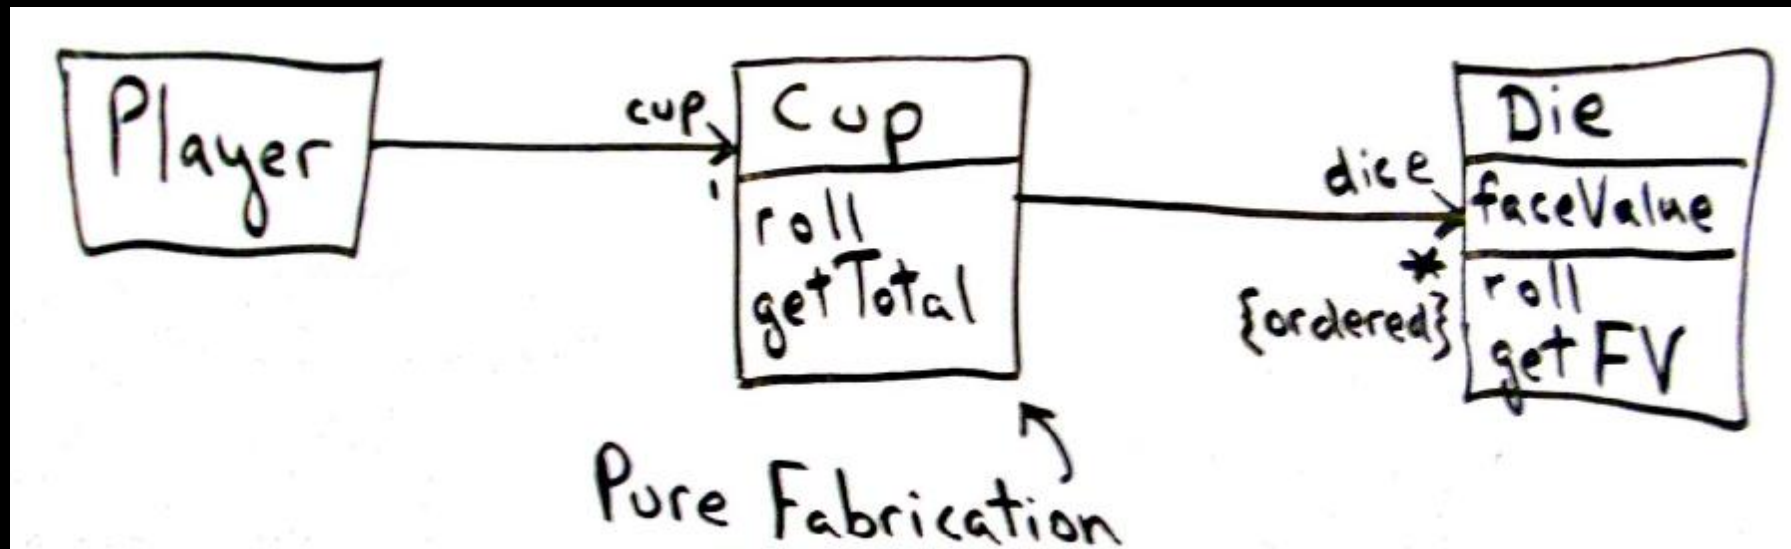 Player
cup
1
Cup
roll
getTotal
dice
*
{ordered}
Die
faceValue
roll
getFV
Pure Fabrication